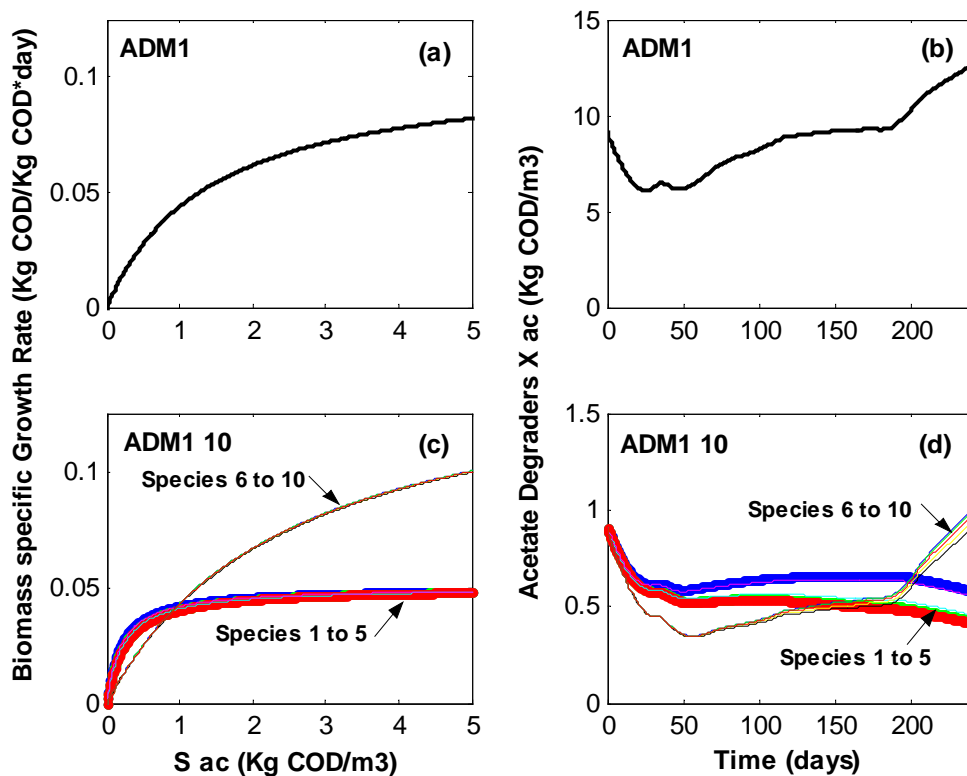 Biomass specific Growth Rate (Kg COD/Kg COD*day)
ADM1
(a)
0.1
0.05
0
0 1 2 3 4 5
Acetate Degraders X ac (Kg COD/m3)
ADM1
(b)
15
10
5
0
0 50 100 150 200
ADM1 10
(c)
0.1
0.05
0
Species 6 to 10
Species 1 to 5
0 1 2 3 4 5
S ac (Kg COD/m3)
ADM1 10
(d)
1.5
1
0.5
0
Species 6 to 10
Species 1 to 5
0 50 100 150 200
Time (days)